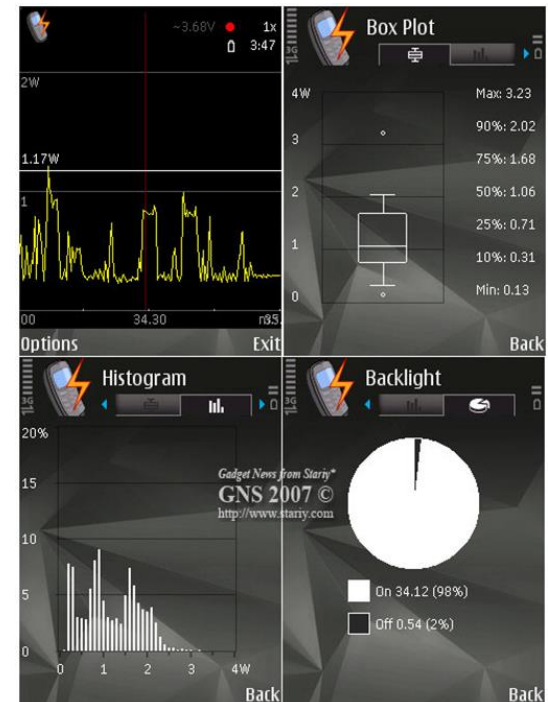 ~3.68V 1x
3:47
2W
1.17W
1
00 34.30
Options Exit
3G
Box Plot
4W
3
2
1
0
Max: 3.23
90%: 2.02
75%: 1.68
50%: 1.06
25%: 0.71
10%: 0.31
Min: 0.13
Back
3G
Histogram
20%
15
10
5
0
0 1 2 3 4W
Back
3G
Backlight
On 34.12 (98%)
Off 0.54 (2%)
Back
Gadget News from Stariy*
GNS 2007 ©
http://www.stariy.com